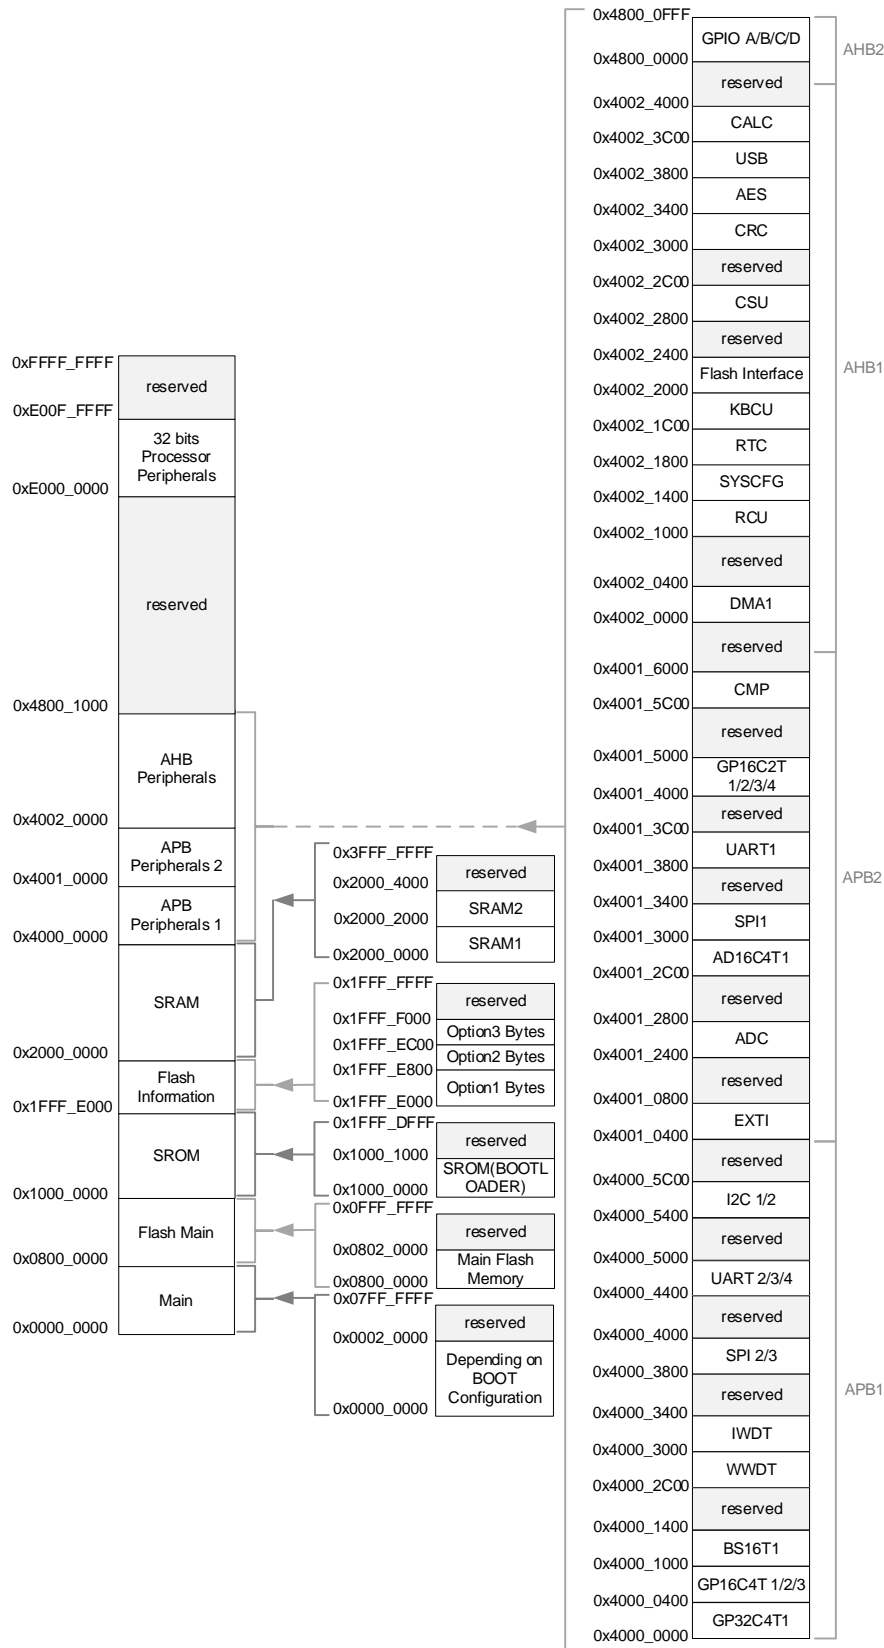 0xFFFF_FFFF
reserved
0xE00F_FFFF
32 bits
Processor
Peripherals
0xE000_0000
reserved
0x4800_1000
AHB
Peripherals
0x4002_0000
APB
Peripherals 2
0x4001_0000
APB
Peripherals 1
0x4000_0000
SRAM
0x2000_0000
Flash
Information
0x1FFF_E000
SROM
0x1000_0000
Flash Main
0x0800_0000
Main
0x0000_0000
0x3FFF_FFFF
reserved
0x2000_4000
SRAM2
0x2000_2000
SRAM1
0x2000_0000
0x1FFF_FFFF
reserved
0x1FFF_F000
Option3 Bytes
0x1FFF_EC00
Option2 Bytes
0x1FFF_E800
Option1 Bytes
0x1FFF_E000
0x1FFF_DFFF
reserved
0x1000_1000
SROM(BOOTL
OADER)
0x1000_0000
0x0FFF_FFFF
reserved
0x0802_0000
Main Flash
Memory
0x0800_0000
0x07FF_FFFF
reserved
0x0002_0000
Depending on
BOOT
Configuration
0x0000_0000
0x4800_0FFF
GPIO A/B/C/D
AHB2
0x4800_0000
reserved
0x4002_4000
CALC
0x4002_3C00
USB
0x4002_3800
AES
0x4002_3400
CRC
0x4002_3000
reserved
0x4002_2C00
CSU
0x4002_2800
reserved
0x4002_2400
Flash Interface
AHB1
0x4002_2000
KBCU
0x4002_1C00
RTC
0x4002_1800
SYSCFG
0x4002_1400
RCU
0x4002_1000
reserved
0x4002_0400
DMA1
0x4002_0000
reserved
0x4001_6000
CMP
0x4001_5C00
reserved
0x4001_5000
GP16C2T
1/2/3/4
0x4001_4000
reserved
0x4001_3C00
UART1
0x4001_3800
reserved
APB2
0x4001_3400
SPI1
0x4001_3000
AD16C4T1
0x4001_2C00
reserved
0x4001_2800
ADC
0x4001_2400
reserved
0x4001_0800
EXTI
0x4001_0400
reserved
0x4000_5C00
I2C 1/2
0x4000_5400
reserved
0x4000_5000
UART 2/3/4
0x4000_4400
reserved
0x4000_4000
SPI 2/3
0x4000_3800
reserved
APB1
0x4000_3400
IWDT
0x4000_3000
WWDT
0x4000_2C00
reserved
0x4000_1400
BS16T1
0x4000_1000
GP16C4T 1/2/3
0x4000_0400
GP32C4T1
0x4000_0000